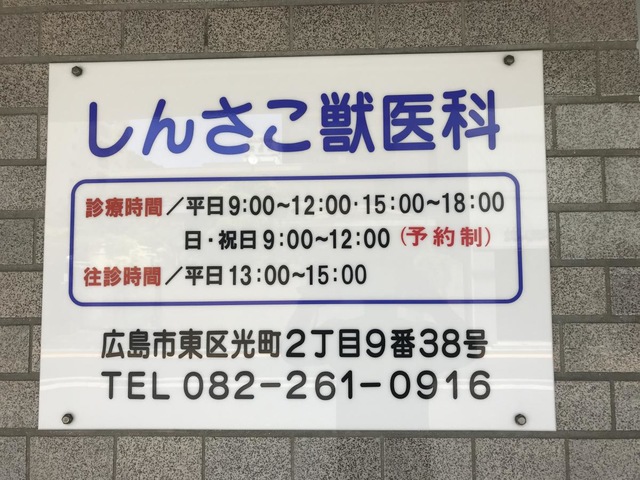 しんさこ獣医科
診療時間/平日9:00~12:00・15:00~18:00
日・祝日9:00~12:00(予約制)
往診時間/平日13:00~15:00
広島市東区光町2丁目9番38号
TEL 082-261-0916